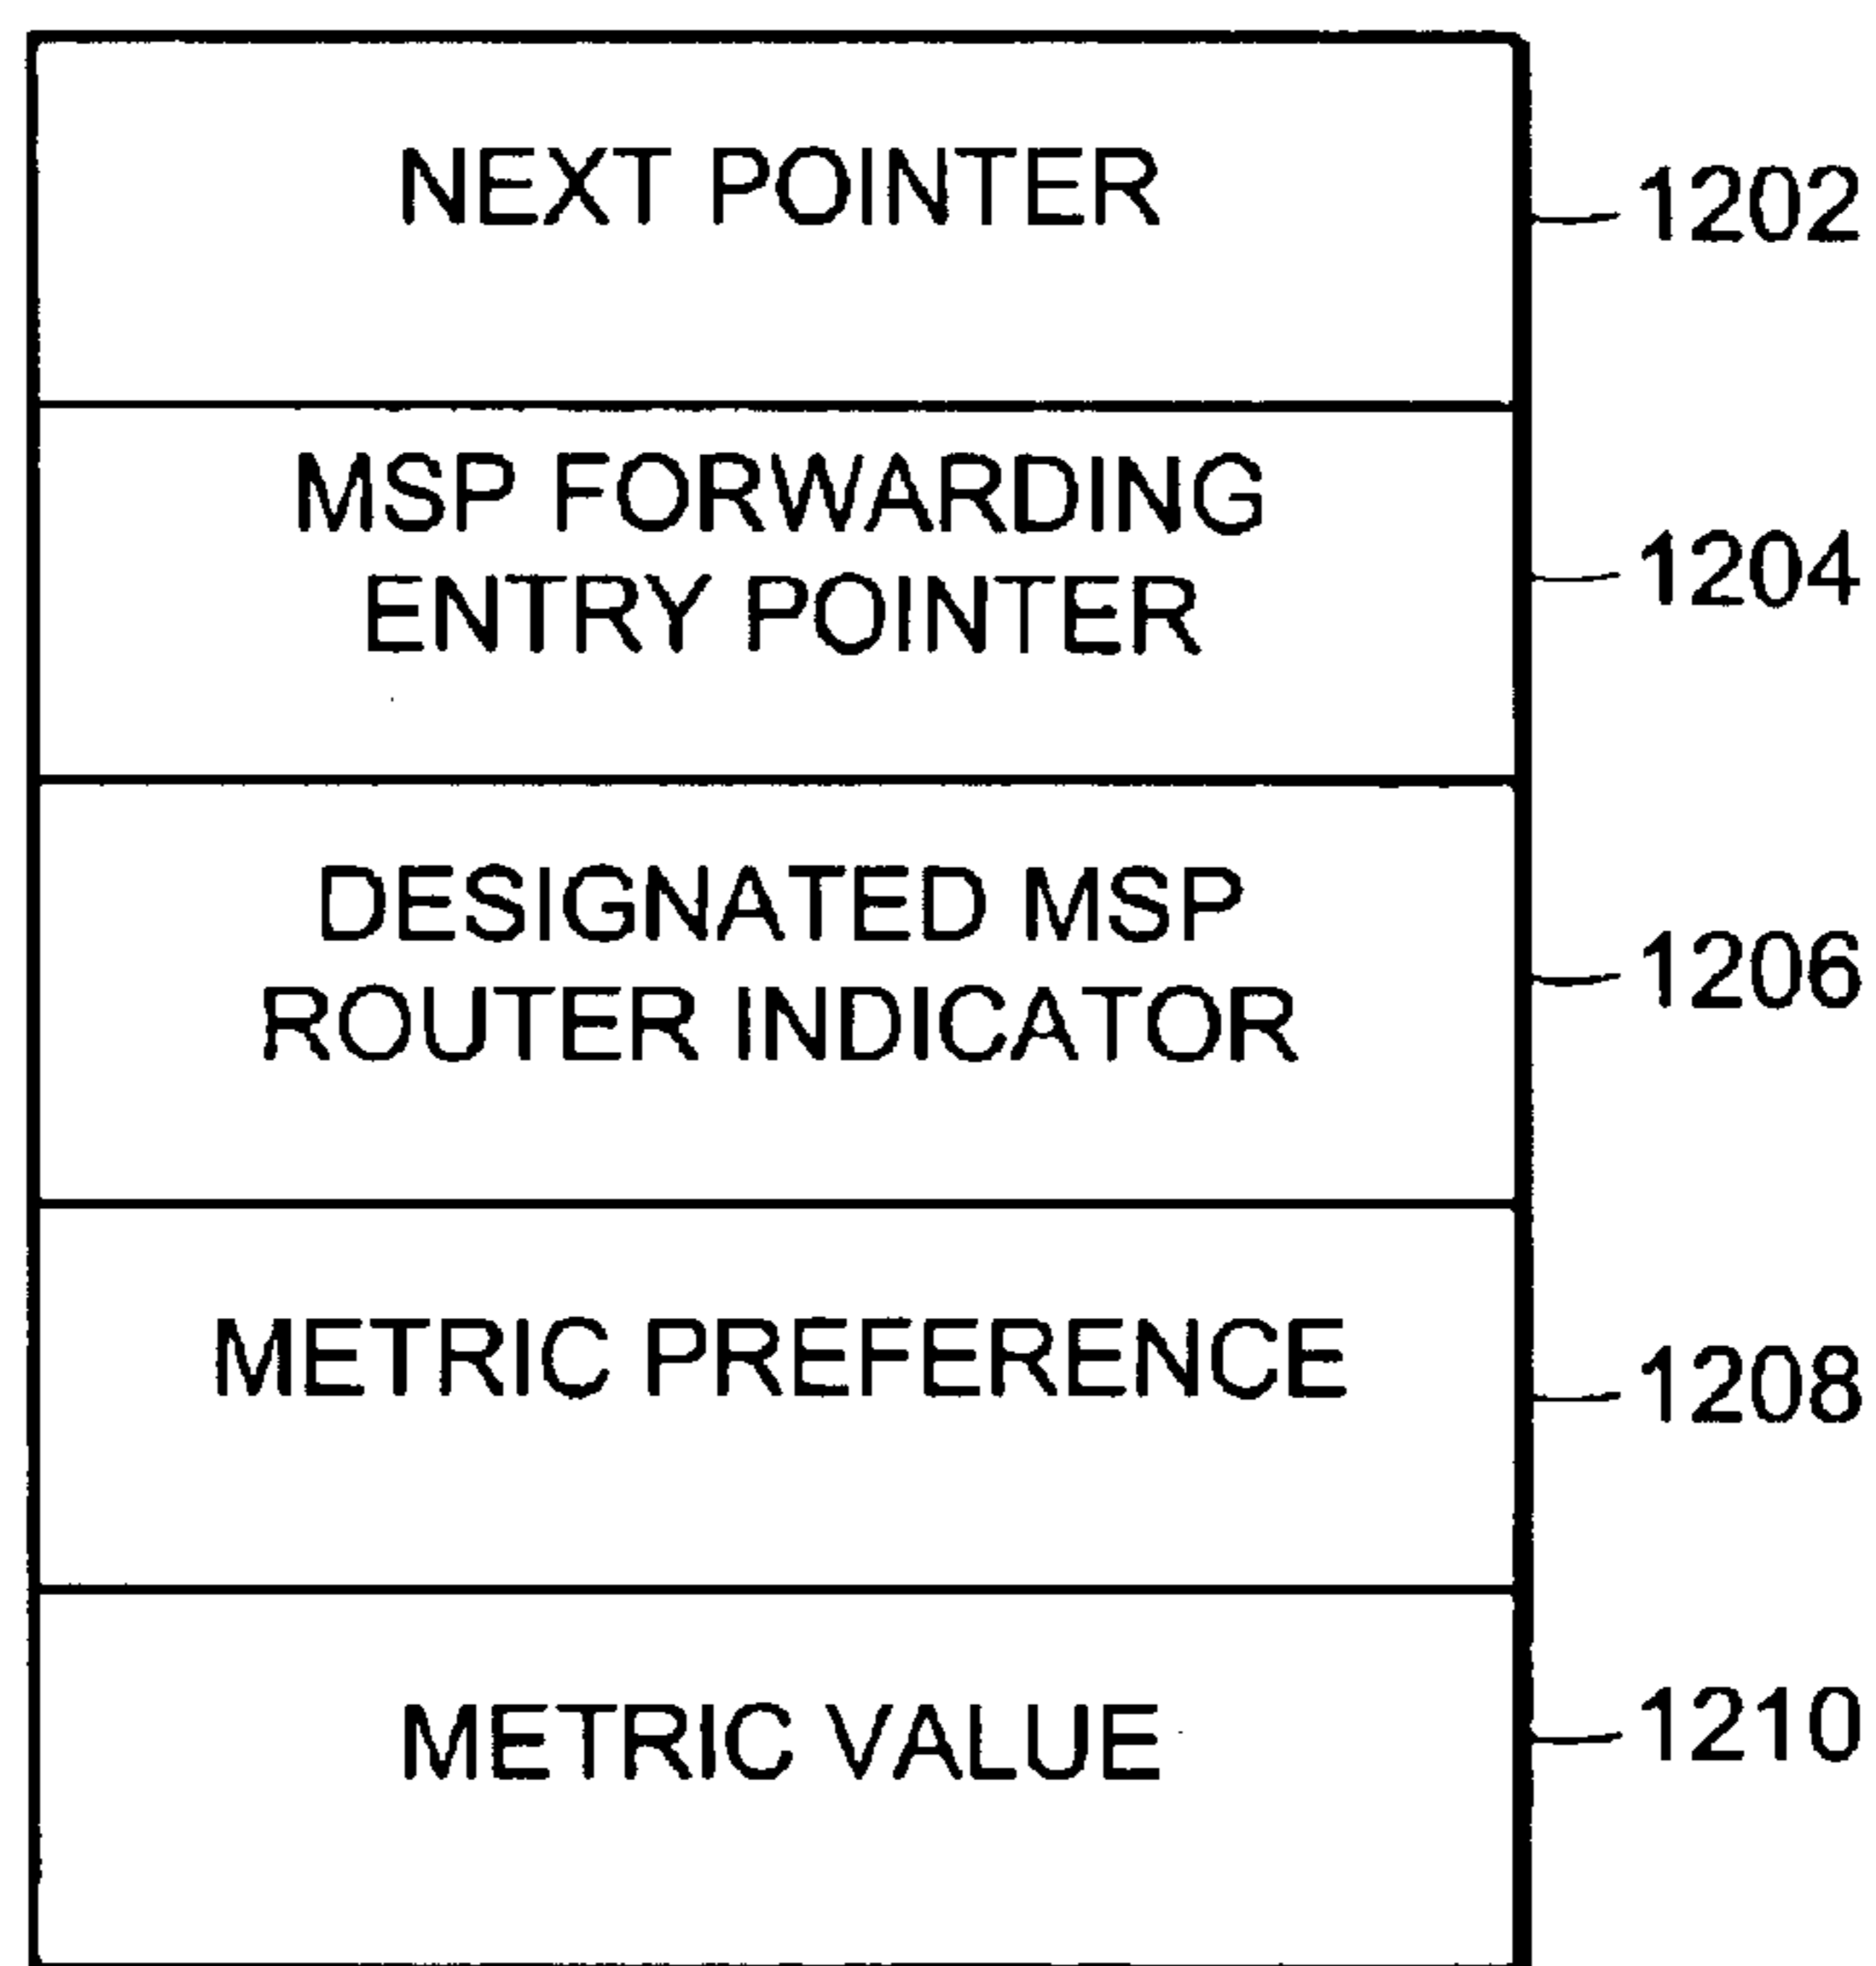 NEXT POINTER
1202
MSP FORWARDING
ENTRY POINTER
1204
DESIGNATED MSP
ROUTER INDICATOR
1206
METRIC PREFERENCE
1208
METRIC VALUE
1210